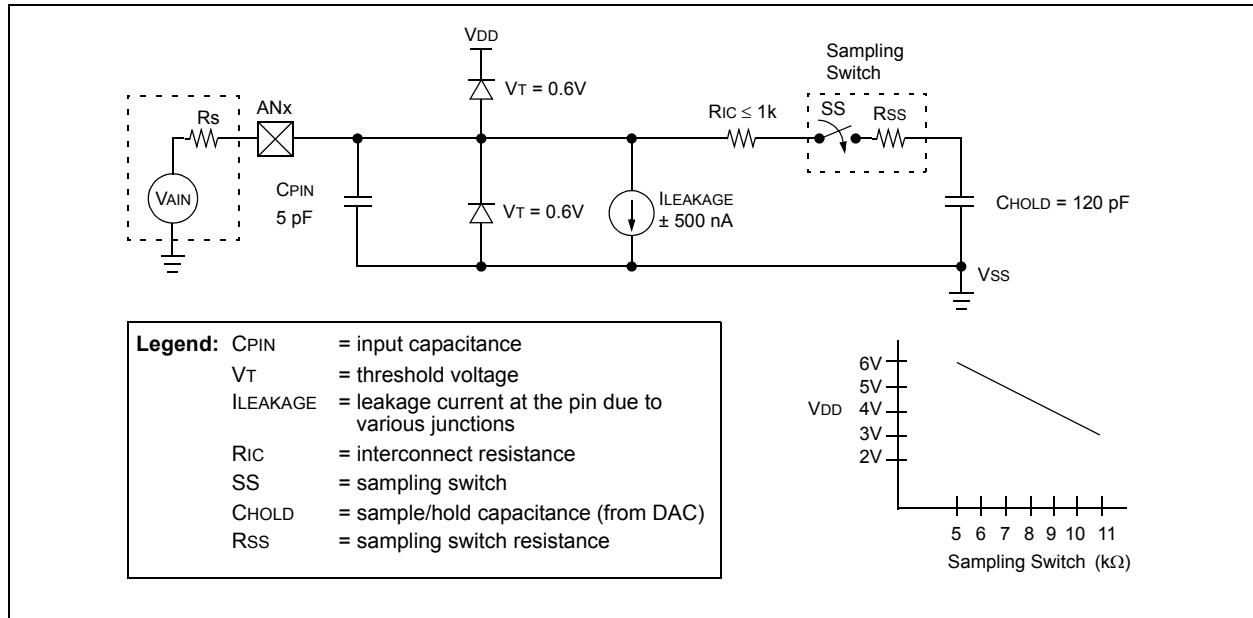 VDD
Sampling
Switch
VT = 0.6V
ANx
Rs
RIC ≤ 1k
SS
RSS
VAIN
CPIN
5 pF
VT = 0.6V
ILEAKAGE
± 500 nA
CHOLD = 120 pF
VSS
Legend: CPIN = input capacitance
VT = threshold voltage
ILEAKAGE = leakage current at the pin due to
various junctions
RIC = interconnect resistance
SS = sampling switch
CHOLD = sample/hold capacitance (from DAC)
RSS = sampling switch resistance
6V
5V
VDD 4V
3V
2V
5 6 7 8 9 10 11
Sampling Switch (kΩ)